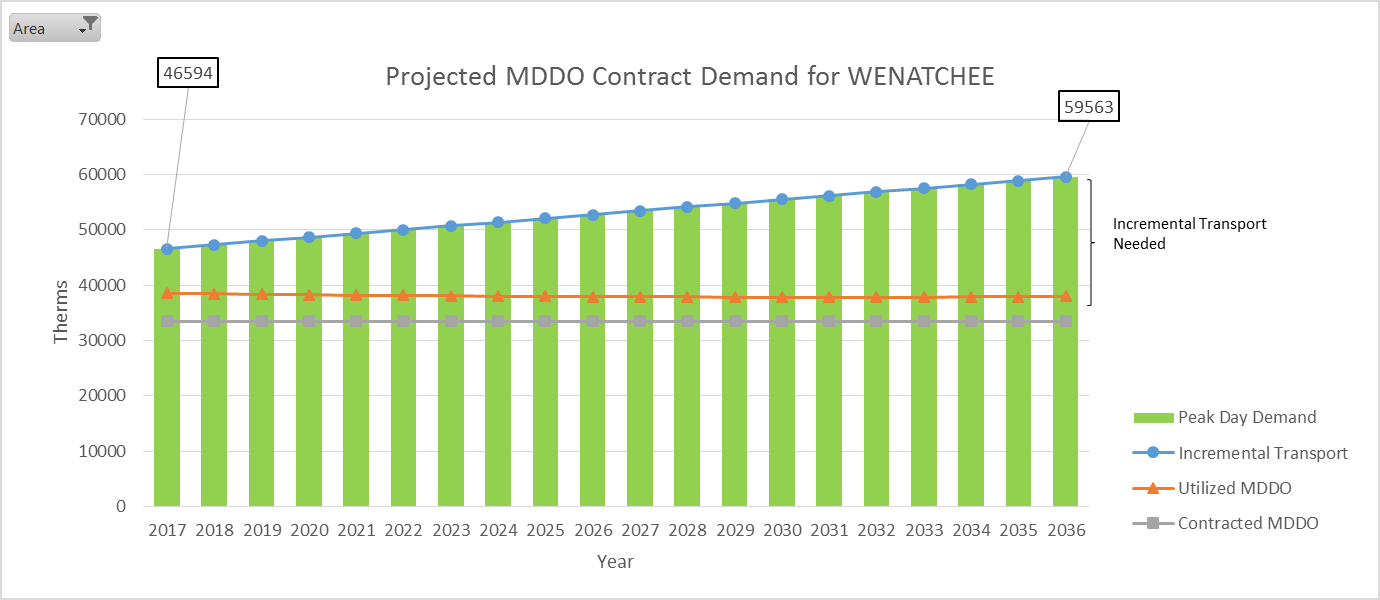 Area
46594
Projected MDDO Contract Demand for WENATCHEE
59563
70000
60000
50000
40000
30000
20000
10000
0
Therms
Incremental Transport
Needed
Peak Day Demand
Incremental Transport
Utilized MDDO
Contracted MDDO
2017 2018 2019 2020 2021 2022 2023 2024 2025 2026 2027 2028 2029 2030 2031 2032 2033 2034 2035 2036
Year